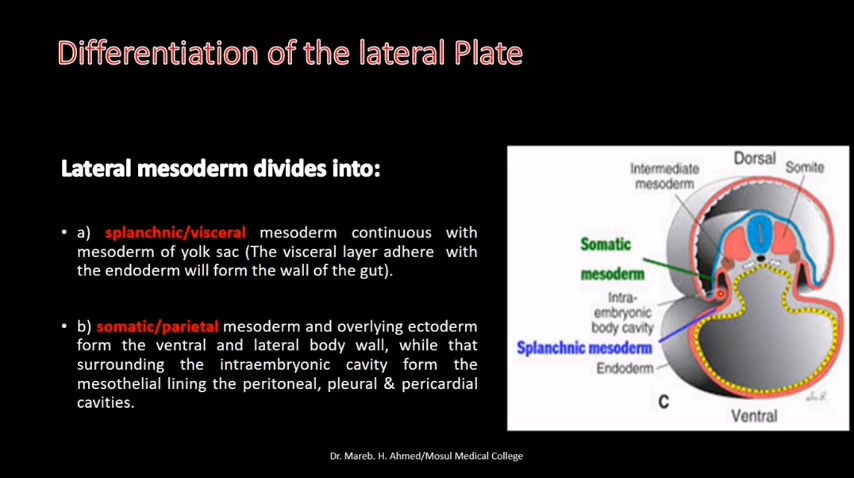 Differentiation of the lateral Plate
Lateral mesoderm divides into:
• a) splanchnic/visceral mesoderm continuous with
mesoderm of yolk sac (The visceral layer adhere with
the endoderm will form the wall of the gut).
• b) somatic/parietal mesoderm and overlying ectoderm
form the ventral and lateral body wall, while that
surrounding the intraembryonic cavity form the
mesothelial lining the peritoneal, pleural & pericardial
cavities.
Dorsal
Intermediate
mesoderm
Somite
Somatic
mesoderm
Intra-
embryonic
body cavity
Splanchnic mesoderm
Endoderm
C
Ventral
Dr. Mareb. H. Ahmed/Mosul Medical College